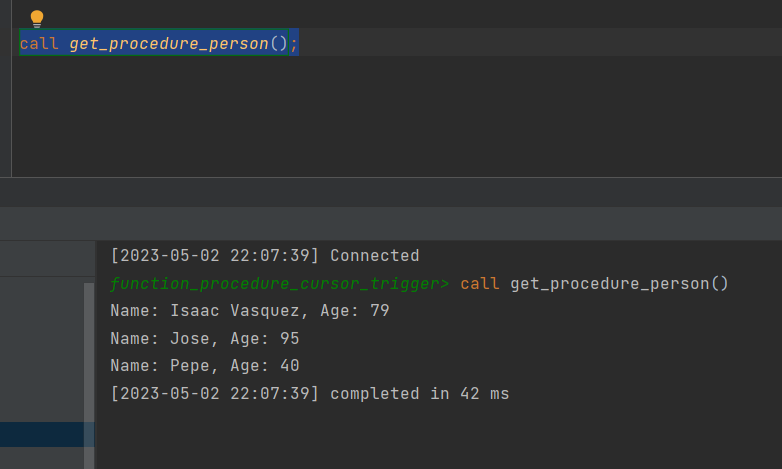 call get_procedure_person();
[2023-05-02 22:07:39] Connected
function_procedure_cursor_trigger> call get_procedure_person()
Name: Isaac Vasquez, Age: 79
Name: Jose, Age: 95
Name: Pepe, Age: 40
[2023-05-02 22:07:39] completed in 42 ms